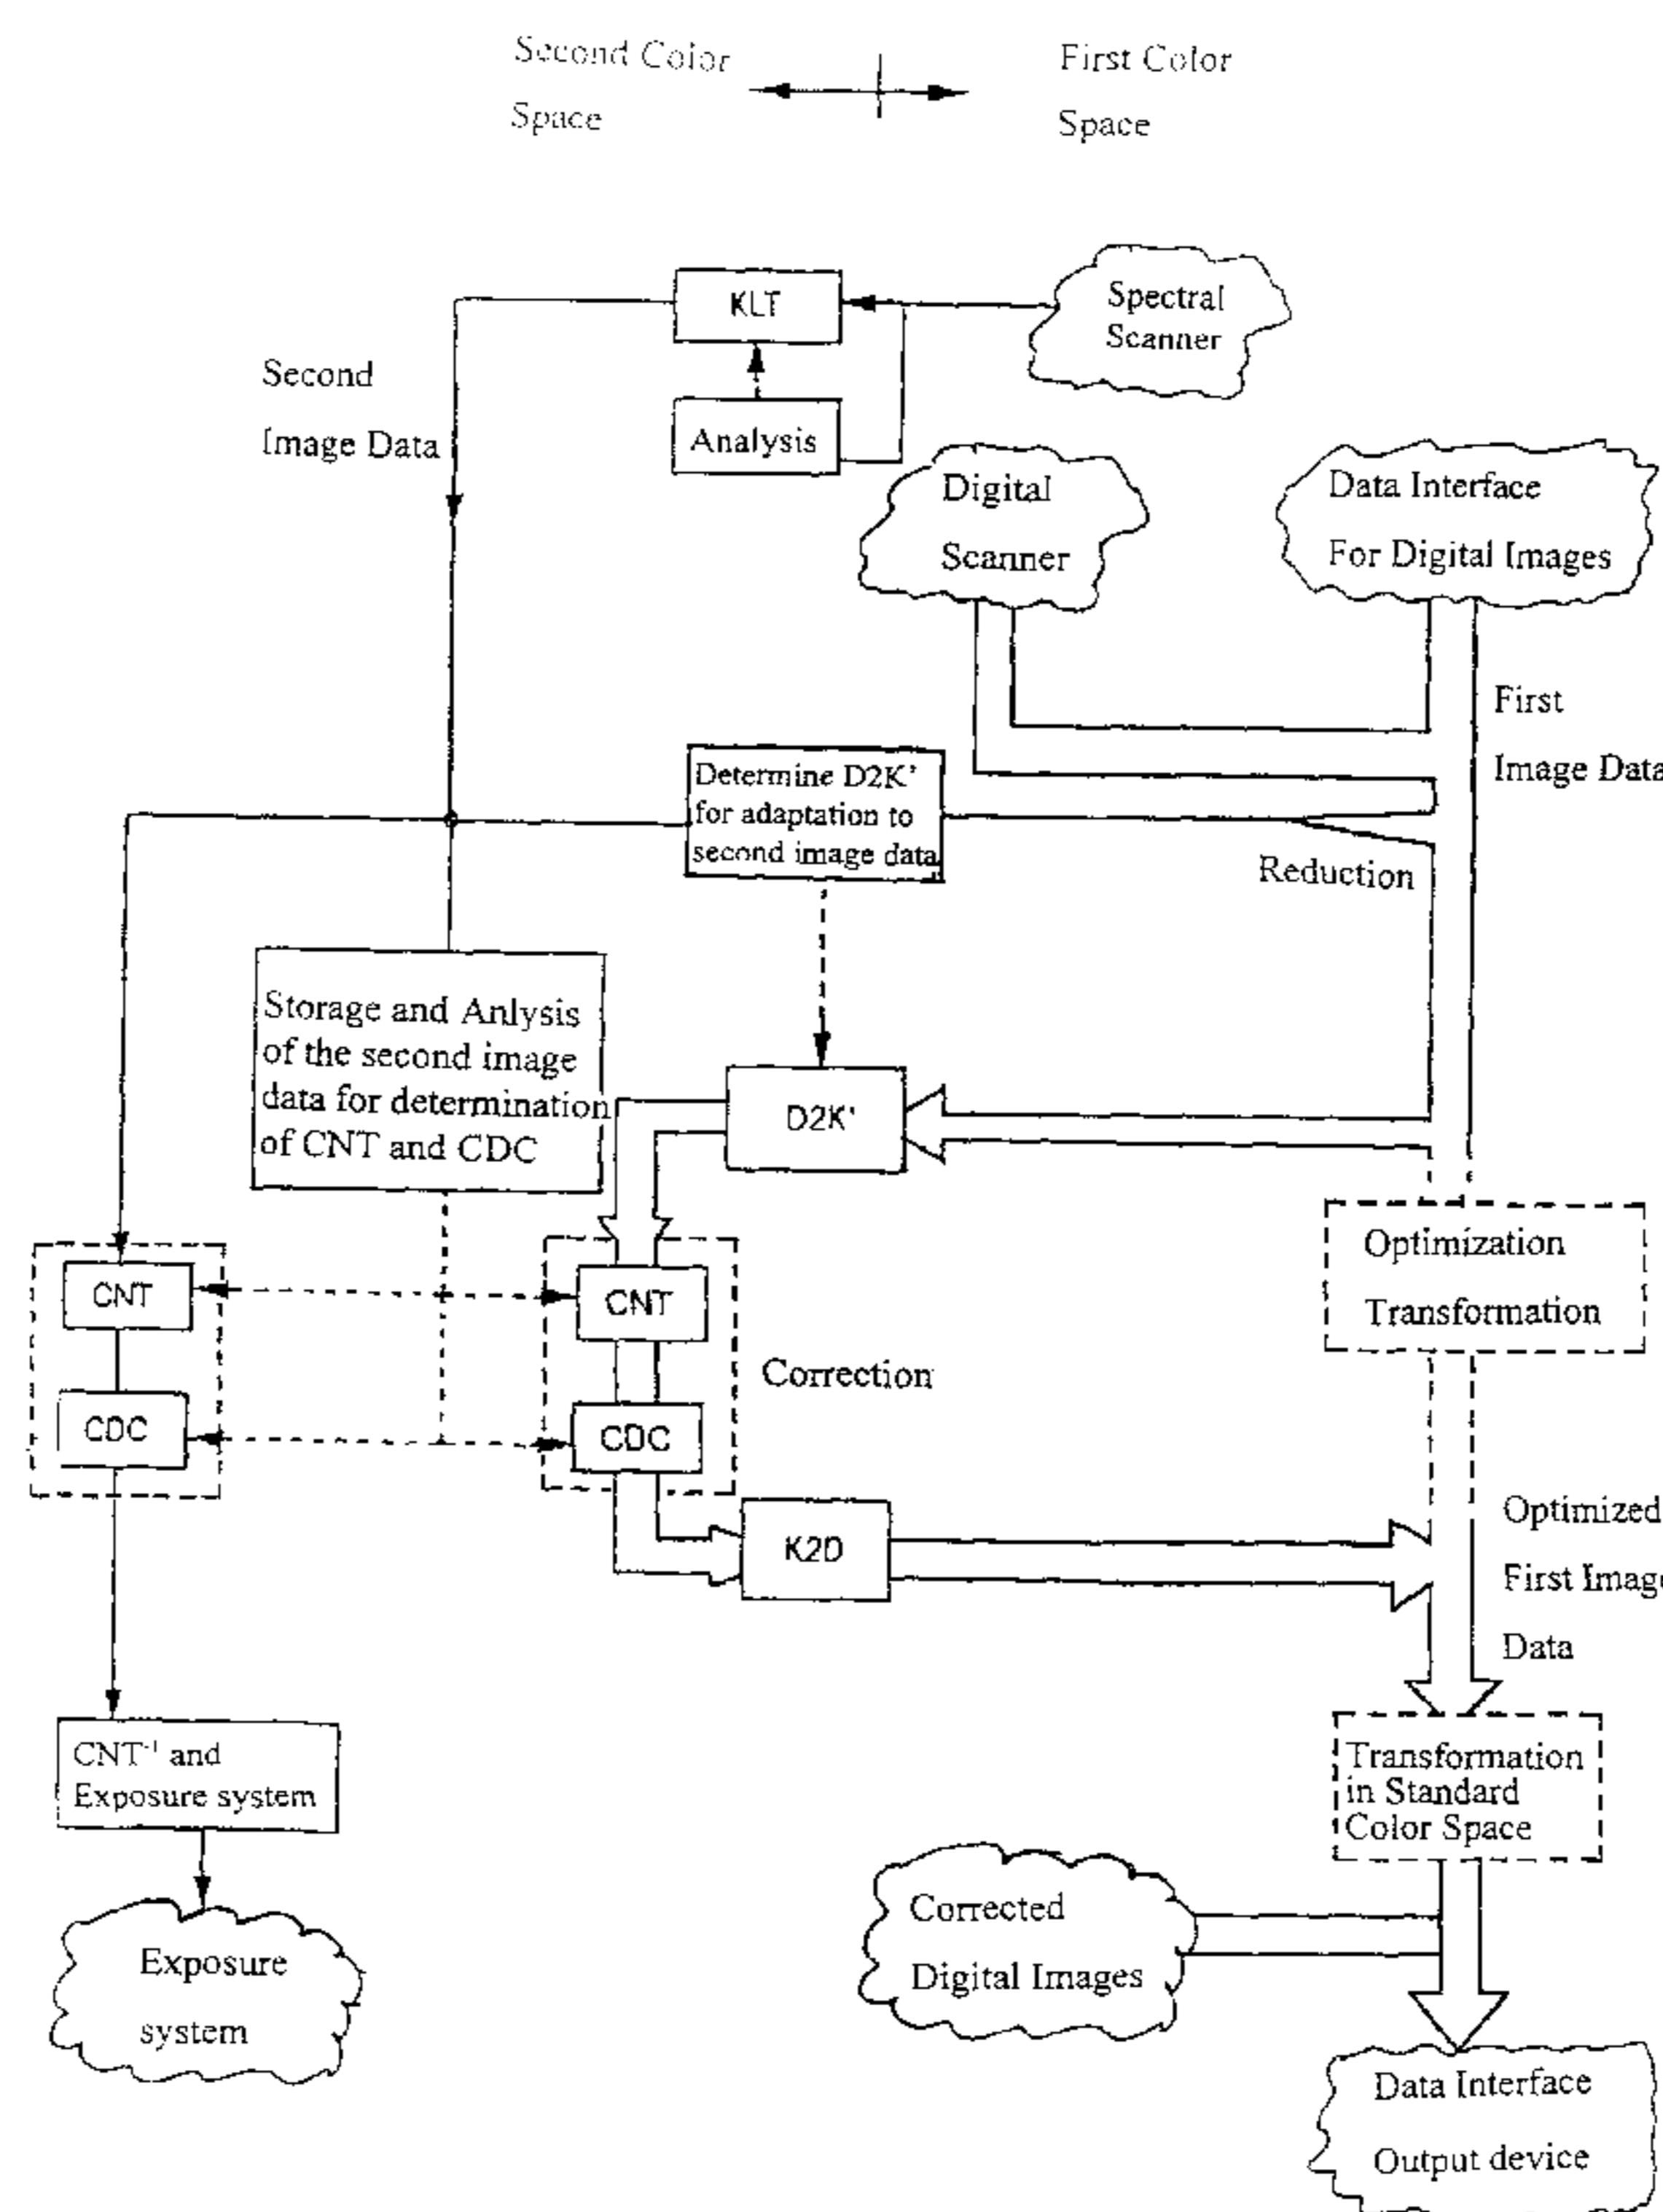 Second Color
Space
First Color
Space
KLT
Spectral
Scanner
Second
Image Data
Analysis
Digital
Scanner
Data Interface
For Digital Images
First
Image Data
Determine D2K'
for adaptation to
second image data
Reduction
Storage and Anlysis
of the second image
data for determination
of CNT and CDC
D2K'
Optimization
Transformation
CNT
CNT
Correction
CDC
CDC
K2D
Optimized
First Image
Data
CNT⁻¹ and
Exposure system
Transformation
in Standard
Color Space
Corrected
Digital Images
Exposure
system
Data Interface
Output device